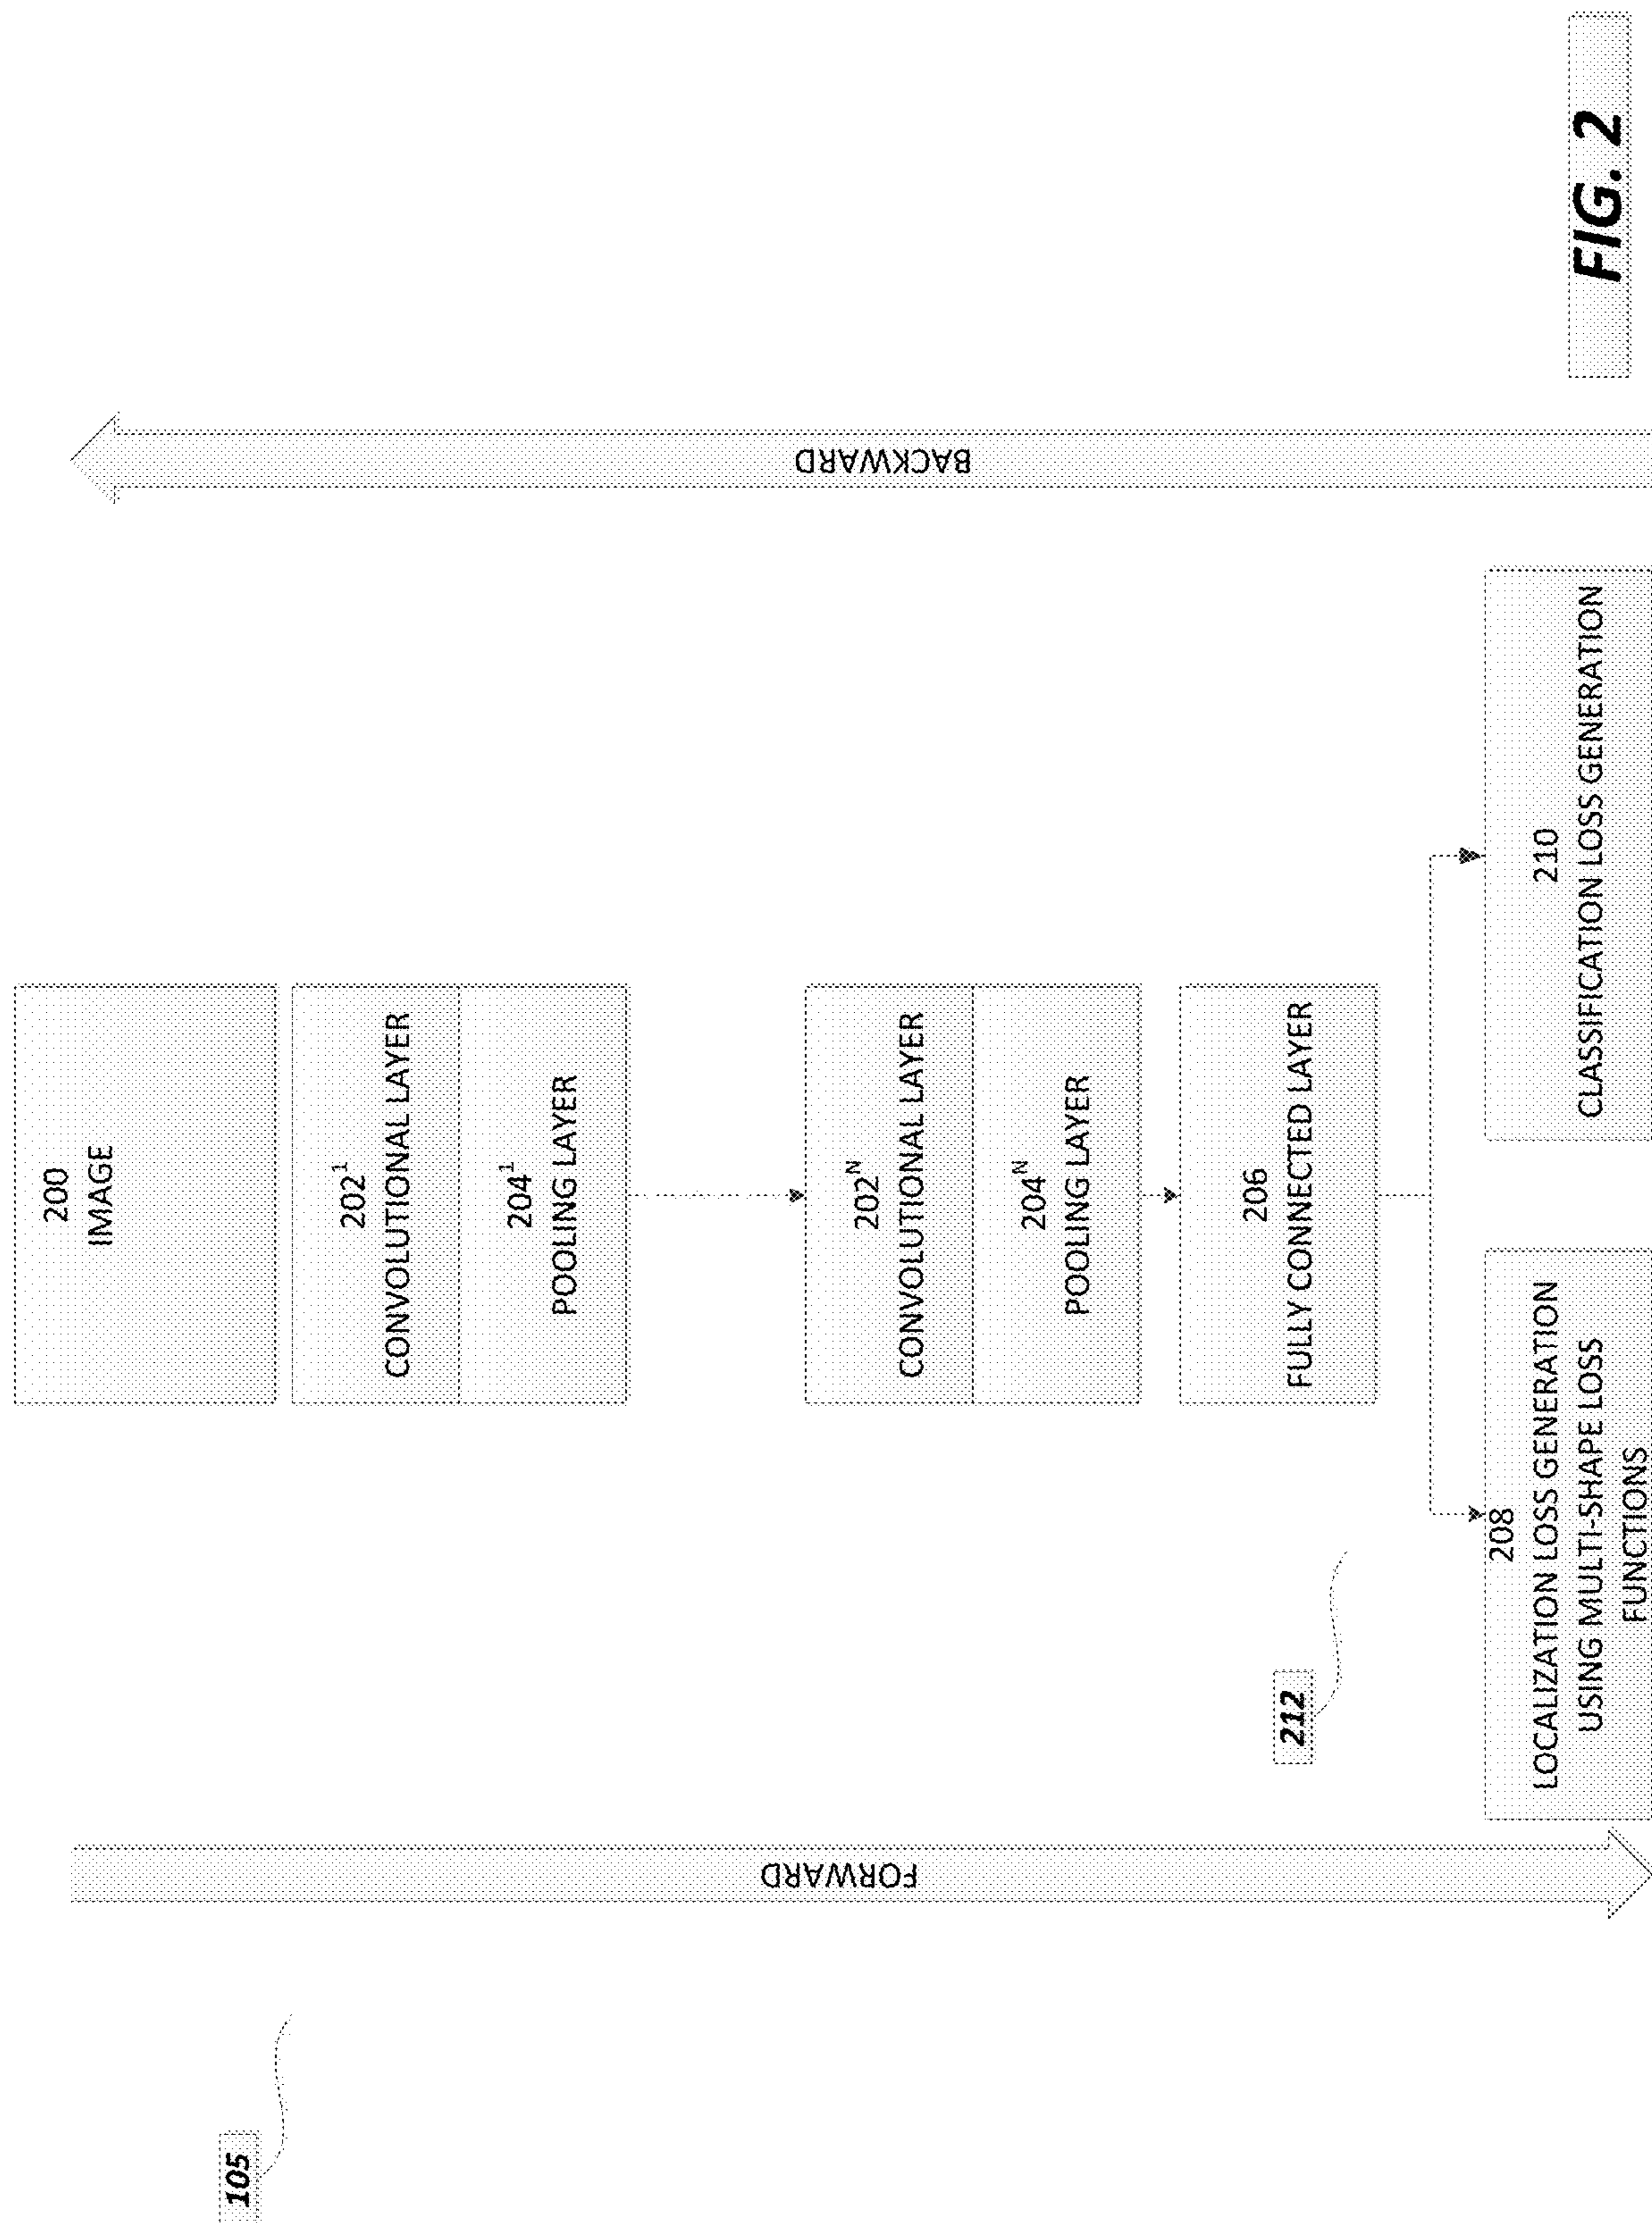 105
FORWARD
BACKWARD
200
IMAGE
202¹
CONVOLUTIONAL LAYER
204¹
POOLING LAYER
202ᴺ
CONVOLUTIONAL LAYER
204ᴺ
POOLING LAYER
206
FULLY CONNECTED LAYER
212
208
LOCALIZATION LOSS GENERATION
USING MULTI-SHAPE LOSS
FUNCTIONS
210
CLASSIFICATION LOSS GENERATION
FIG. 2